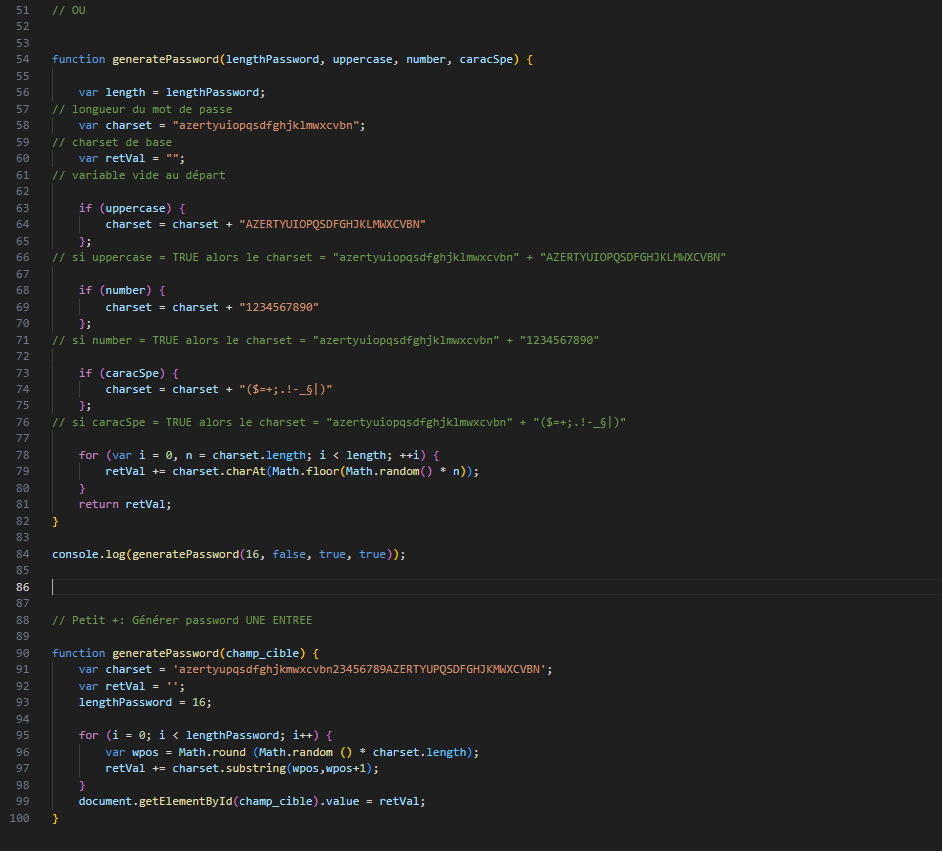 51 // OU
52
53
54 function generatePassword(lengthPassword, uppercase, number, caracSpe) {
55
56 var length = lengthPassword;
57 // longueur du mot de passe
58 var charset = "azertyuiopqsdfghjklmwxcvbn";
59 // charset de base
60 var retVal = "";
61 // variable vide au départ
62
63 if (uppercase) {
64 charset = charset + "AZERTYUIOPQSDFGHJKLMWXCVBN"
65 };
66 // si uppercase = TRUE alors le charset = "azertyuiopqsdfghjklmwxcvbn" + "AZERTYUIOPQSDFGHJKLMWXCVBN"
67
68 if (number) {
69 charset = charset + "1234567890"
70 };
71 // si number = TRUE alors le charset = "azertyuiopqsdfghjklmwxcvbn" + "1234567890"
72
73 if (caracSpe) {
74 charset = charset + "($=+;.!-_§|)"
75 };
76 // si caracSpe = TRUE alors le charset = "azertyuiopqsdfghjklmwxcvbn" + "($=+;.!-_§|)"
77
78 for (var i = 0, n = charset.length; i < length; ++i) {
79 retVal += charset.charAt(Math.floor(Math.random() * n));
80 }
81 return retVal;
82 }
83
84 console.log(generatePassword(16, false, true, true));
85
86
87
88 // Petit +: Générer password UNE ENTREE
89
90 function generatePassword(champ_cible) {
91 var charset = 'azertyupqsdfghjkmwxcvbn23456789AZERTYUPQSDFGHJKMWXCVBN';
92 var retVal = '';
93 lengthPassword = 16;
94
95 for (i = 0; i < lengthPassword; i++) {
96 var wpos = Math.round (Math.random () * charset.length);
97 retVal += charset.substring(wpos,wpos+1);
98 }
99 document.getElementById(champ_cible).value = retVal;
100 }